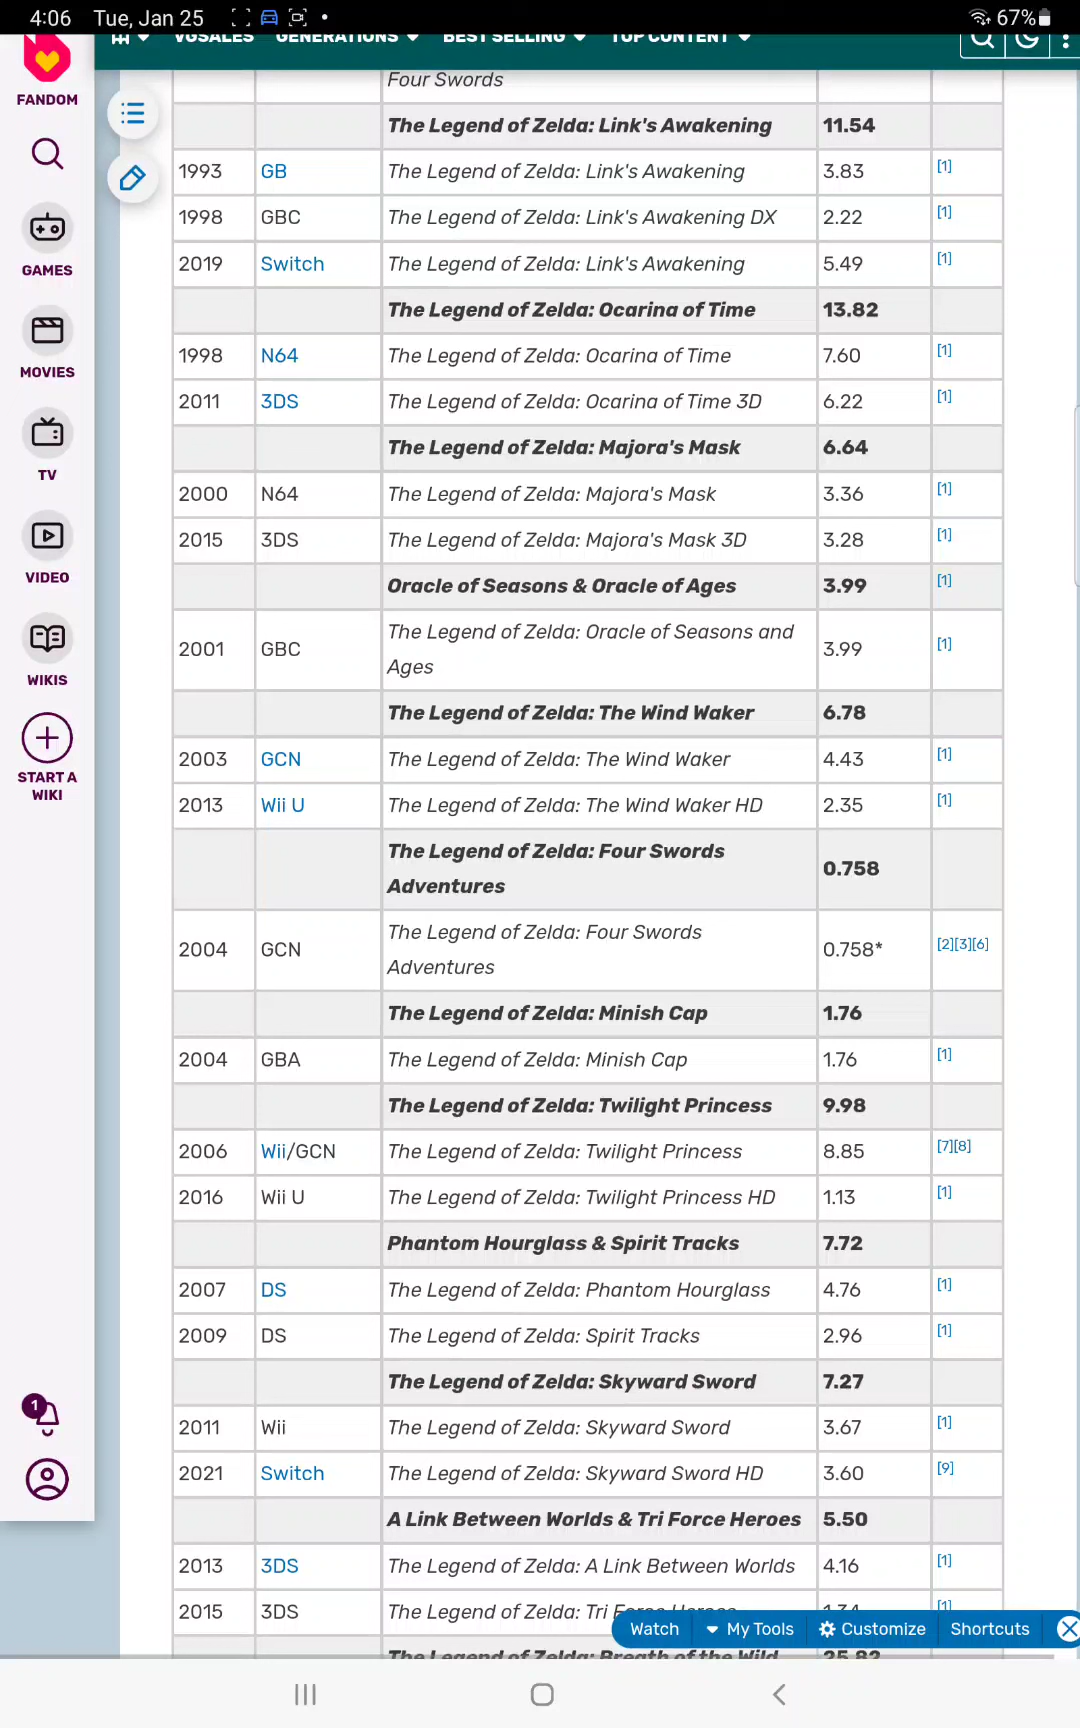 4:06 Tue, Jan 25 67%
VGSALES GENERATIONS BEST SELLING TOP CONTENT
FANDOM
GAMES
MOVIES
TV
VIDEO
WIKIS
START A
WIKI
1
Four Swords
The Legend of Zelda: Link's Awakening 11.54
1993 GB The Legend of Zelda: Link's Awakening 3.83 [1]
1998 GBC The Legend of Zelda: Link's Awakening DX 2.22 [1]
2019 Switch The Legend of Zelda: Link's Awakening 5.49 [1]
The Legend of Zelda: Ocarina of Time 13.82
1998 N64 The Legend of Zelda: Ocarina of Time 7.60 [1]
2011 3DS The Legend of Zelda: Ocarina of Time 3D 6.22 [1]
The Legend of Zelda: Majora's Mask 6.64
2000 N64 The Legend of Zelda: Majora's Mask 3.36 [1]
2015 3DS The Legend of Zelda: Majora's Mask 3D 3.28 [1]
Oracle of Seasons & Oracle of Ages 3.99 [1]
2001 GBC The Legend of Zelda: Oracle of Seasons and
Ages 3.99 [1]
The Legend of Zelda: The Wind Waker 6.78
2003 GCN The Legend of Zelda: The Wind Waker 4.43 [1]
2013 Wii U The Legend of Zelda: The Wind Waker HD 2.35 [1]
The Legend of Zelda: Four Swords
Adventures 0.758
2004 GCN The Legend of Zelda: Four Swords
Adventures 0.758* [2][3][6]
The Legend of Zelda: Minish Cap 1.76
2004 GBA The Legend of Zelda: Minish Cap 1.76 [1]
The Legend of Zelda: Twilight Princess 9.98
2006 Wii/GCN The Legend of Zelda: Twilight Princess 8.85 [7][8]
2016 Wii U The Legend of Zelda: Twilight Princess HD 1.13 [1]
Phantom Hourglass & Spirit Tracks 7.72
2007 DS The Legend of Zelda: Phantom Hourglass 4.76 [1]
2009 DS The Legend of Zelda: Spirit Tracks 2.96 [1]
The Legend of Zelda: Skyward Sword 7.27
2011 Wii The Legend of Zelda: Skyward Sword 3.67 [1]
2021 Switch The Legend of Zelda: Skyward Sword HD 3.60 [9]
A Link Between Worlds & Tri Force Heroes 5.50
2013 3DS The Legend of Zelda: A Link Between Worlds 4.16 [1]
2015 3DS The Legend of Zelda: Tri Force Heroes 1.34 [1]
Watch My Tools Customize Shortcuts
The Legend of Zelda: Breath of the Wild 25.82